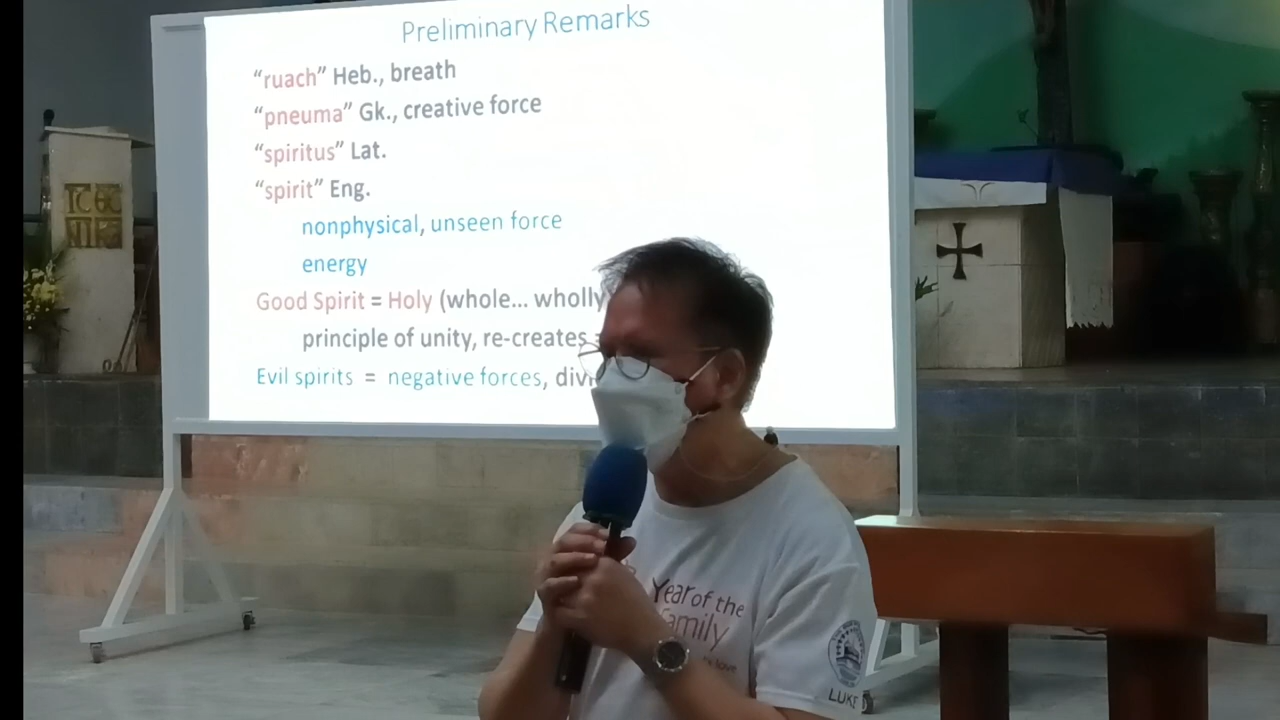 Preliminary Remarks
“ruach” Heb., breath
“pneuma” Gk., creative force
“spiritus” Lat.
“spirit” Eng.
nonphysical, unseen force
energy
Good Spirit = Holy (whole... wholly
principle of unity, re-creates
Evil spirits = negative forces,
Year of the
Family
love
LUKE